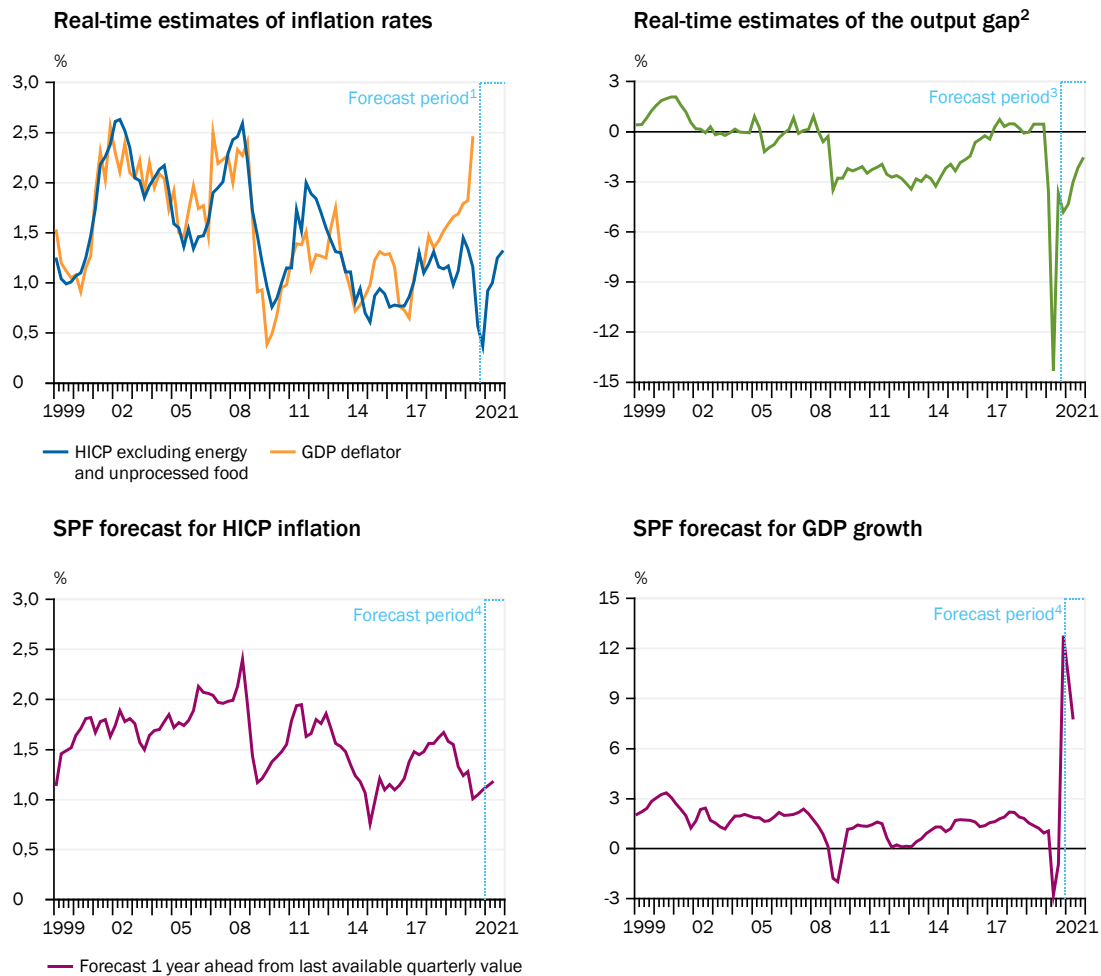 Real-time estimates of inflation rates
%
3,0
Forecast period1
2,5
2,0
1,5
1,0
0,5
0
1999 02 05 08 11 14 17 2021
HICP excluding energy and unprocessed food
GDP deflator
Real-time estimates of the output gap2
%
3
Forecast period3
0
-3
-6
-9
-12
-15
1999 02 05 08 11 14 17 2021
SPF forecast for HICP inflation
%
3,0
Forecast period4
2,5
2,0
1,5
1,0
0,5
0
1999 02 05 08 11 14 17 2021
SPF forecast for GDP growth
%
15
Forecast period4
12
9
6
3
0
-3
1999 02 05 08 11 14 17 2021
Forecast 1 year ahead from last available quarterly value